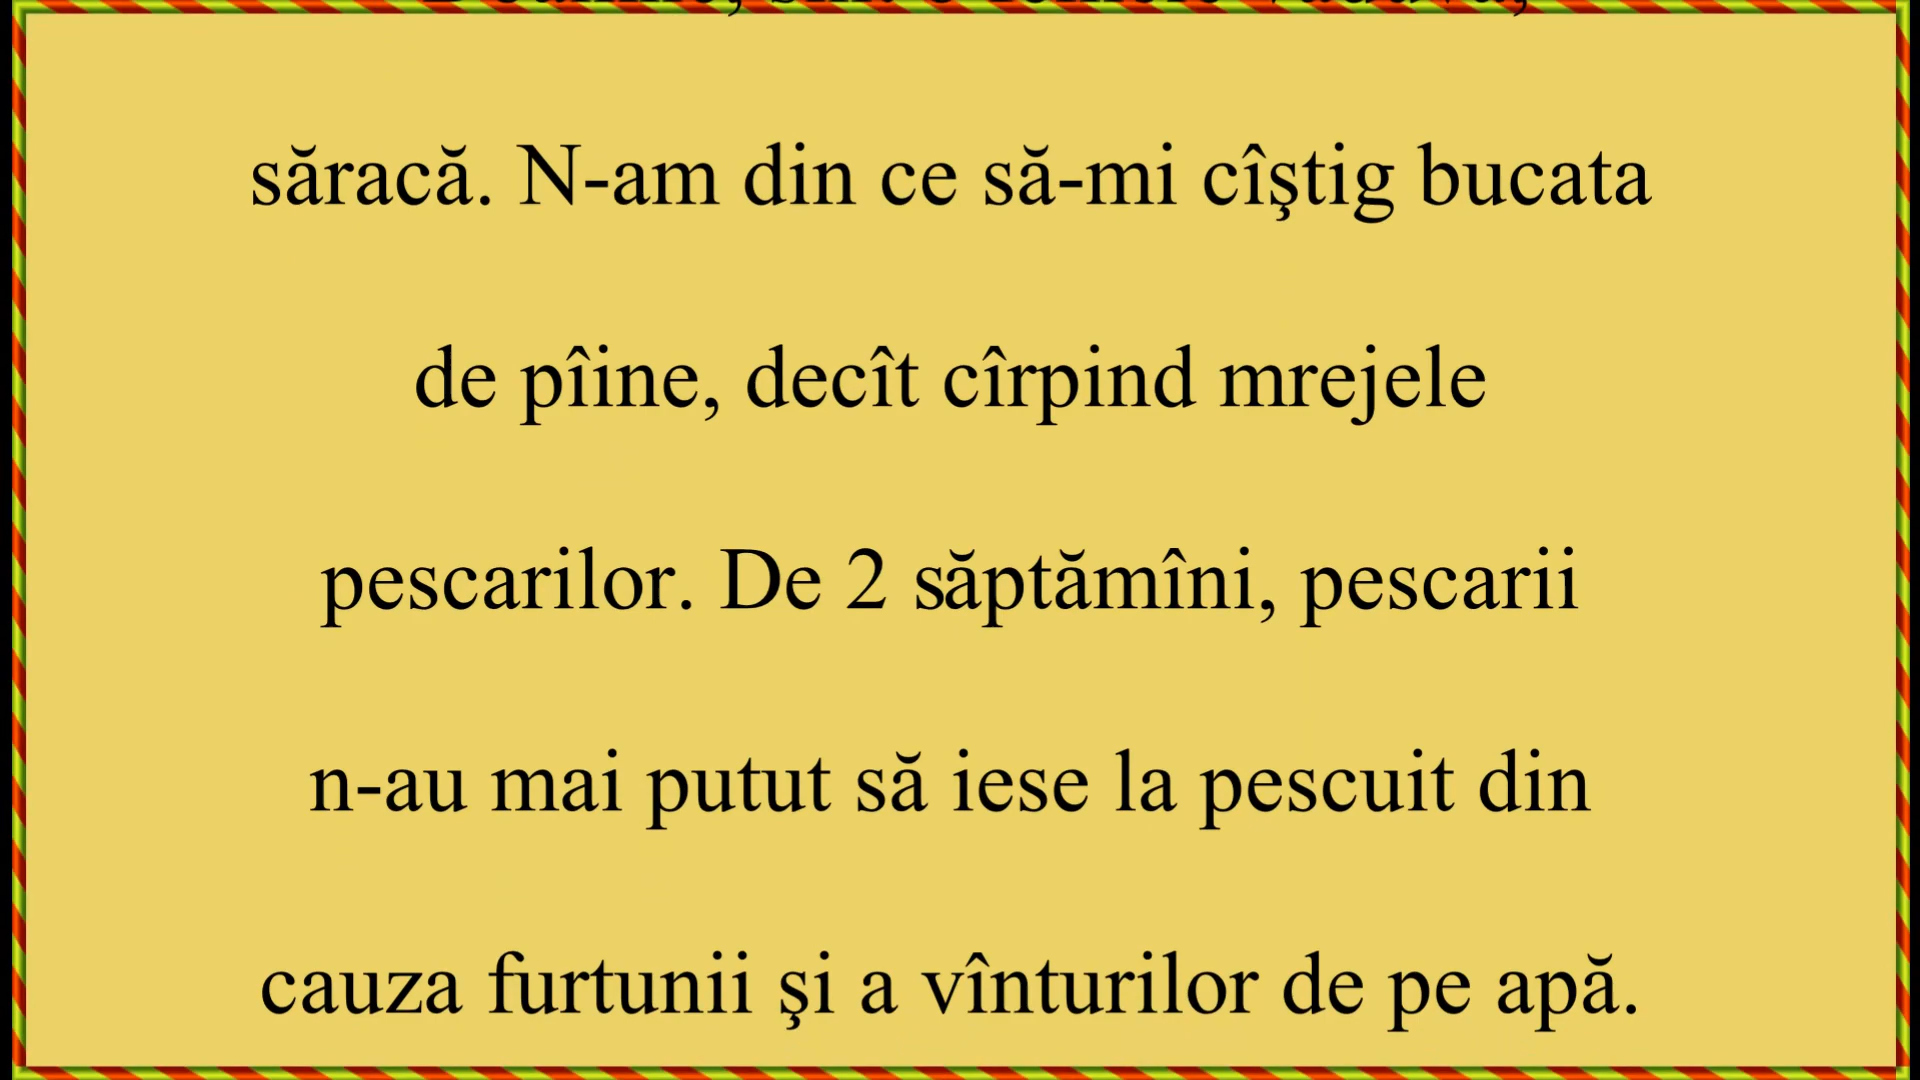 săracă. N-am din ce să-mi cîştig bucata
de pîine, decît cîrpind mrejele
pescarilor. De 2 săptămîni, pescarii
n-au mai putut să iese la pescuit din
cauza furtunii şi a vînturilor de pe apă.